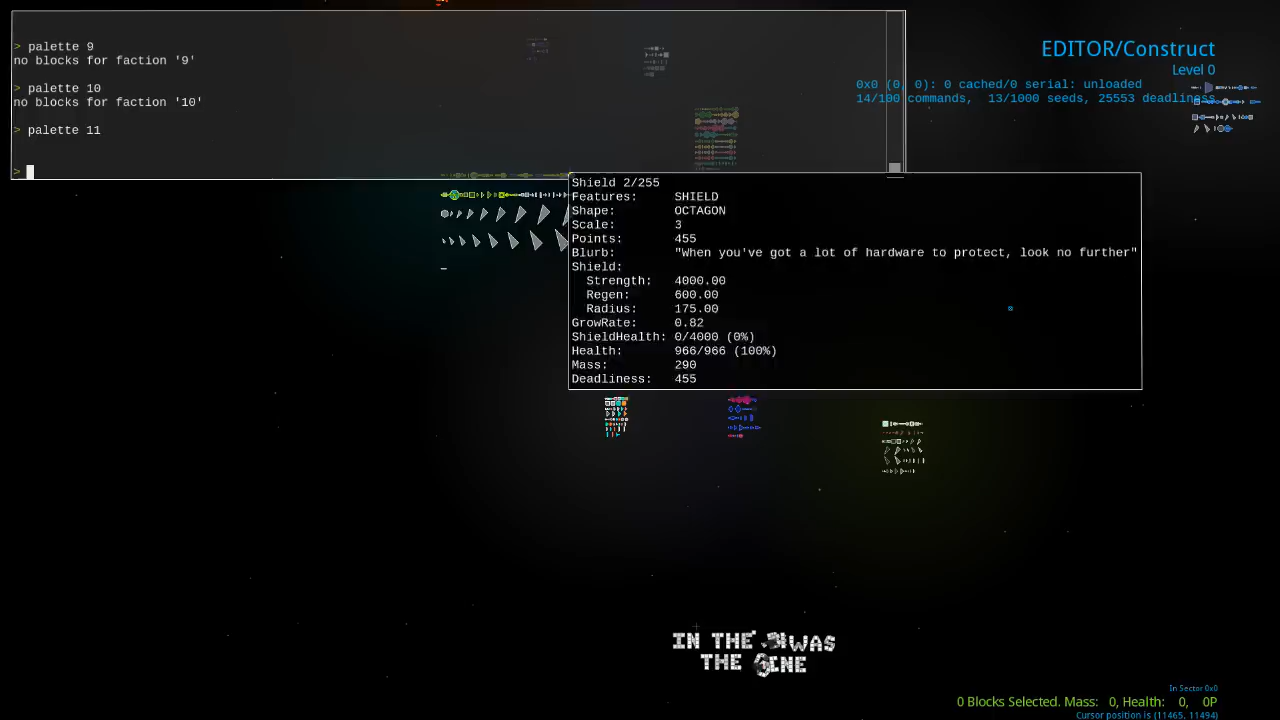 > palette 9
no blocks for faction '9'
> palette 10
no blocks for faction '10'
> palette 11
>
EDITOR/Construct
Level 0
0x0 (0, 0): 0 cached/0 serial: unloaded
14/100 commands, 13/1000 seeds, 25553 deadliness
Shield 2/255
Features: SHIELD
Shape: OCTAGON
Scale: 3
Points: 455
Blurb: "When you've got a lot of hardware to protect, look no further"
Shield:
Strength: 4000.00
Regen: 600.00
Radius: 175.00
GrowRate: 0.82
ShieldHealth: 0/4000 (0%)
Health: 966/966 (100%)
Mass: 290
Deadliness: 455
IN THE WAS
THE
In Sector 0x0
0 Blocks Selected. Mass: 0, Health: 0, 0P
Cursor position is (11465, 11494)